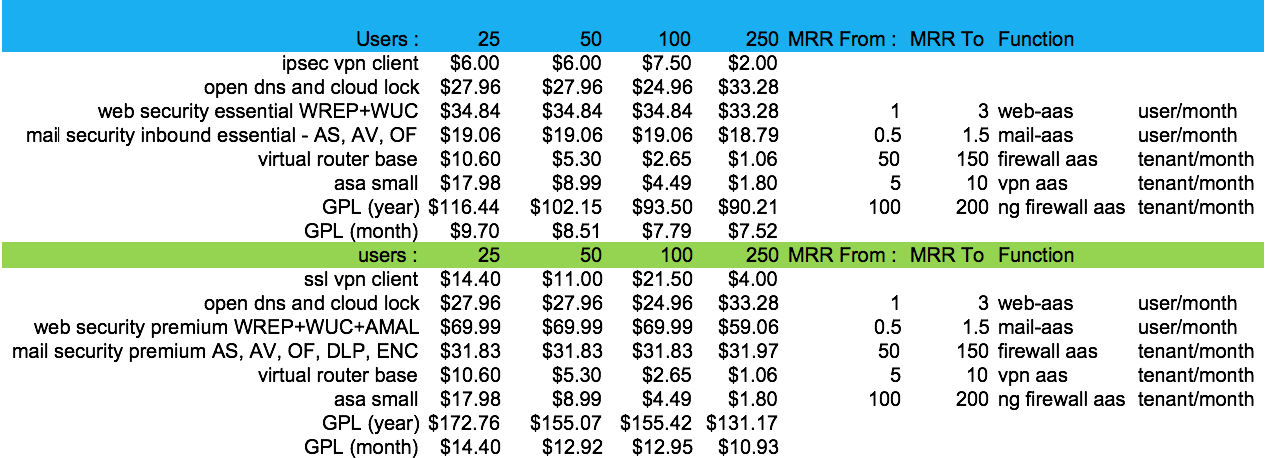 Users : 25 50 100 250 MRR From : MRR To Function
ipsec vpn client $6.00 $6.00 $7.50 $2.00
open dns and cloud lock $27.96 $27.96 $24.96 $33.28
web security essential WREP+WUC $34.84 $34.84 $34.84 $33.28 1 3 web-aas user/month
mail security inbound essential - AS, AV, OF $19.06 $19.06 $19.06 $18.79 0.5 1.5 mail-aas user/month
virtual router base $10.60 $5.30 $2.65 $1.06 50 150 firewall aas tenant/month
asa small $17.98 $8.99 $4.49 $1.80 5 10 vpn aas tenant/month
GPL (year) $116.44 $102.15 $93.50 $90.21 100 200 ng firewall aas tenant/month
GPL (month) $9.70 $8.51 $7.79 $7.52
users : 25 50 100 250 MRR From : MRR To Function
ssl vpn client $14.40 $11.00 $21.50 $4.00
open dns and cloud lock $27.96 $27.96 $24.96 $33.28 1 3 web-aas user/month
web security premium WREP+WUC+AMAL $69.99 $69.99 $69.99 $59.06 0.5 1.5 mail-aas user/month
mail security premium AS, AV, OF, DLP, ENC $31.83 $31.83 $31.83 $31.97 50 150 firewall aas tenant/month
virtual router base $10.60 $5.30 $2.65 $1.06 5 10 vpn aas tenant/month
asa small $17.98 $8.99 $4.49 $1.80 100 200 ng firewall aas tenant/month
GPL (year) $172.76 $155.07 $155.42 $131.17
GPL (month) $14.40 $12.92 $12.95 $10.93